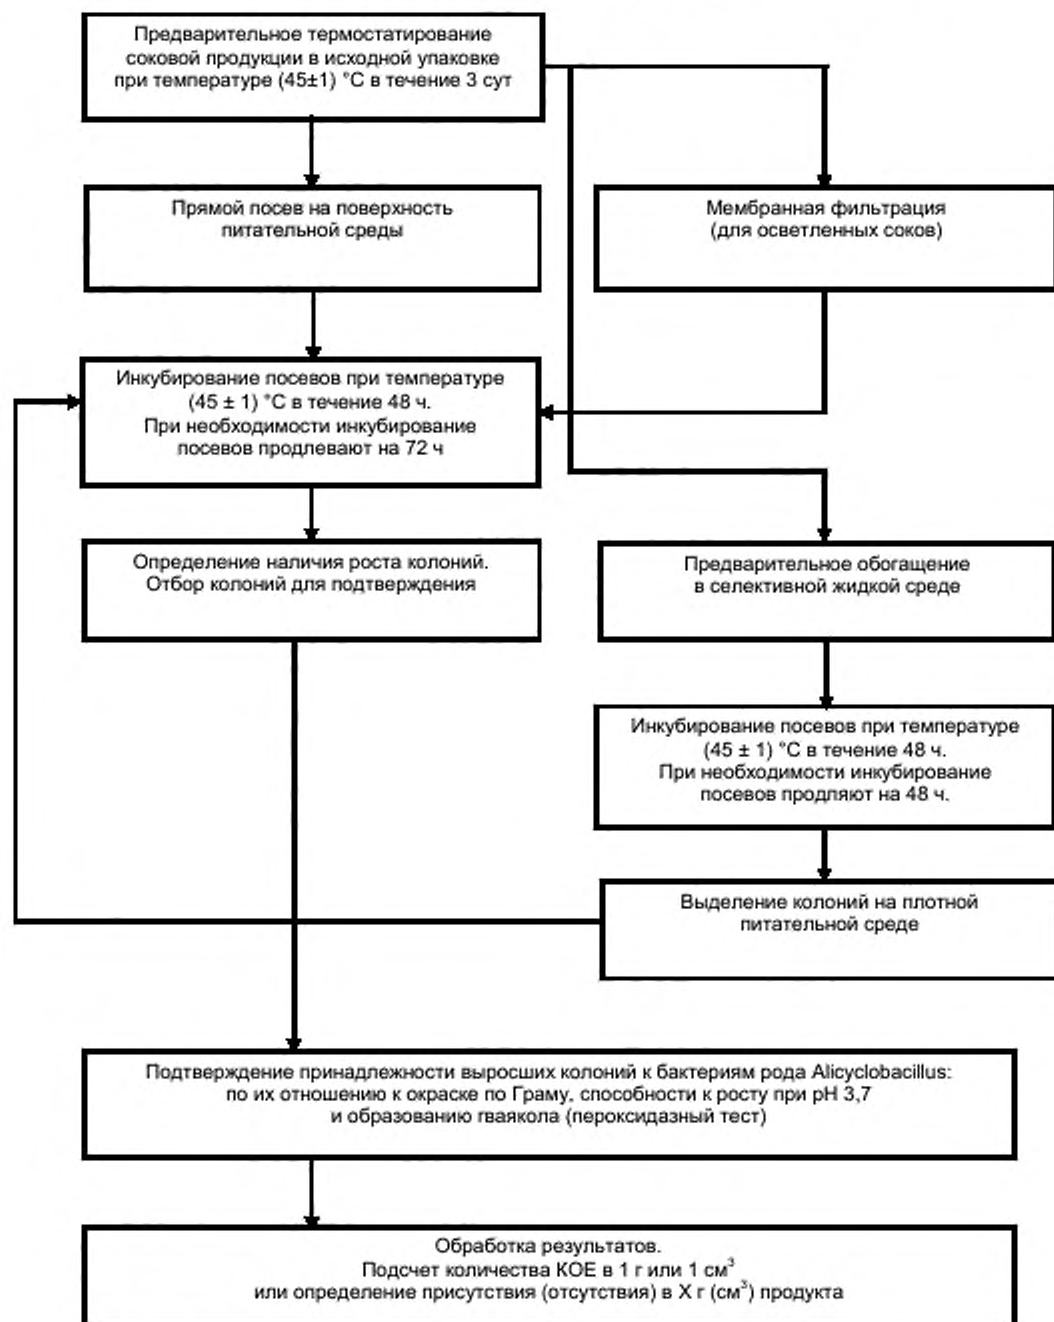 Предварительное термостатирование
соковой продукции в исходной упаковке
при температуре (45±1) °С в течение 3 сут
Прямой посев на поверхность
питательной среды
Мембранная фильтрация
(для осветленных соков)
Инкубирование посевов при температуре
(45 ± 1) °С в течение 48 ч.
При необходимости инкубирование
посевов продлевают на 72 ч
Определение наличия роста колоний.
Отбор колоний для подтверждения
Предварительное обогащение
в селективной жидкой среде
Инкубирование посевов при температуре
(45 ± 1) °С в течение 48 ч.
При необходимости инкубирование
посевов продляют на 48 ч.
Выделение колоний на плотной
питательной среде
Подтверждение принадлежности выросших колоний к бактериям рода Alicyclobacillus:
по их отношению к окраске по Граму, способности к росту при pH 3,7
и образованию гваякола (пероксидазный тест)
Обработка результатов.
Подсчет количества КОЕ в 1 г или 1 см³
или определение присутствия (отсутствия) в X г (см³) продукта